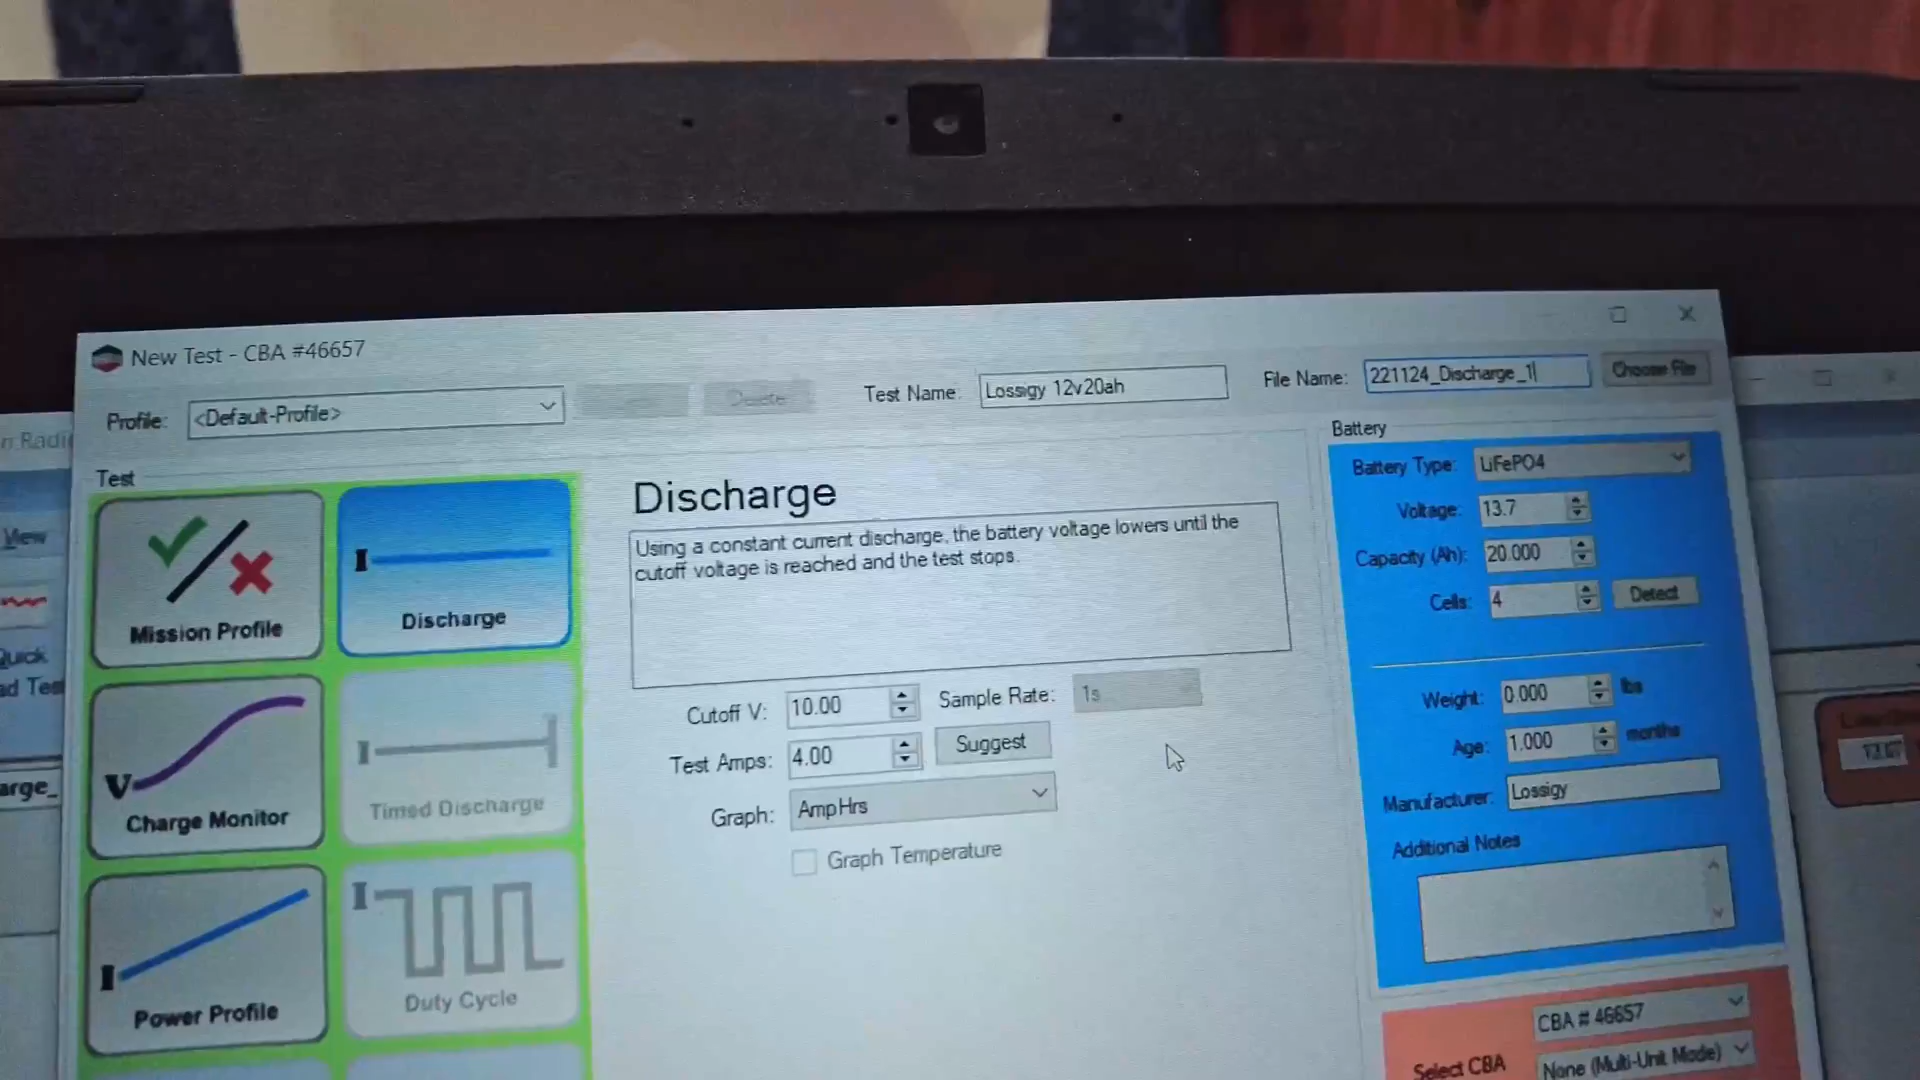 New Test - CBA #46657
Profile: <Default-Profile>
Delete
Test Name: Lossigy 12v20ah
File Name: 221124_Discharge_1
Choose File
Test
Mission Profile
Discharge
Charge Monitor
Timed Discharge
Power Profile
Duty Cycle
Discharge
Using a constant current discharge, the battery voltage lowers until the
cutoff voltage is reached and the test stops.
Cutoff V: 10.00
Sample Rate: 1s
Test Amps: 4.00
Suggest
Graph: AmpHrs
Graph Temperature
Battery
Battery Type: LiFePO4
Voltage: 13.7
Capacity (Ah): 20.000
Cells: 4
Detect
Weight: 0.000 lbs
Age: 1.000 months
Manufacturer: Lossigy
Additional Notes
CBA # 46657
Select CBA
None (Multi-Unit Mode)
View
Quick